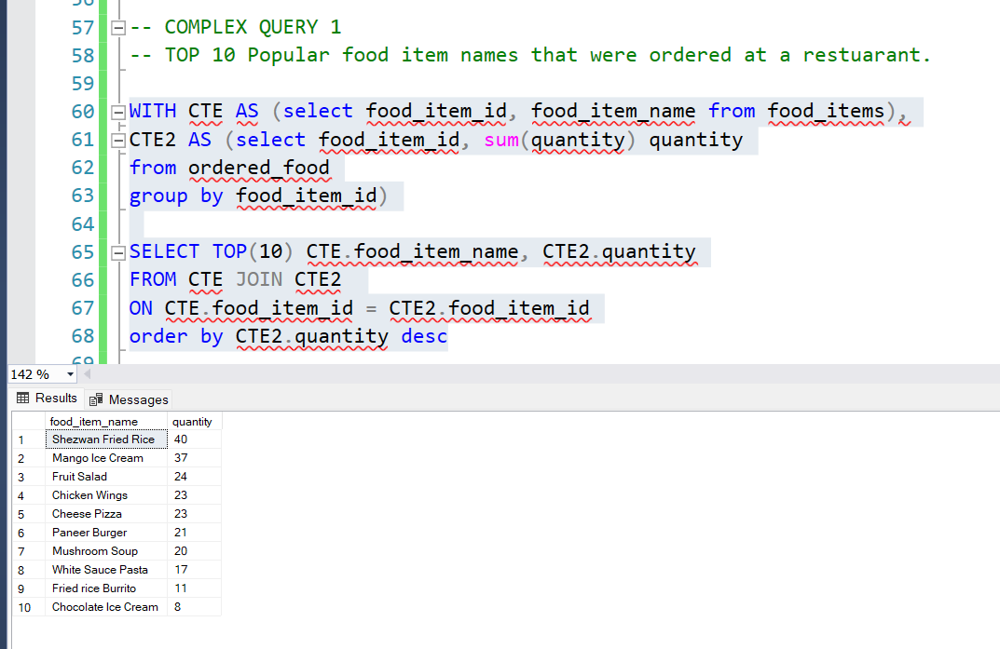 56
57 -- COMPLEX QUERY 1
58 -- TOP 10 Popular food item names that were ordered at a restuarant.
59
60 WITH CTE AS (select food_item_id, food_item_name from food_items),
61 CTE2 AS (select food_item_id, sum(quantity) quantity
62 from ordered_food
63 group by food_item_id)
64
65 SELECT TOP(10) CTE.food_item_name, CTE2.quantity
66 FROM CTE JOIN CTE2
67 ON CTE.food_item_id = CTE2.food_item_id
68 order by CTE2.quantity desc
69
142 %
Results Messages
food_item_name quantity
1 Shezwan Fried Rice 40
2 Mango Ice Cream 37
3 Fruit Salad 24
4 Chicken Wings 23
5 Cheese Pizza 23
6 Paneer Burger 21
7 Mushroom Soup 20
8 White Sauce Pasta 17
9 Fried rice Burrito 11
10 Chocolate Ice Cream 8